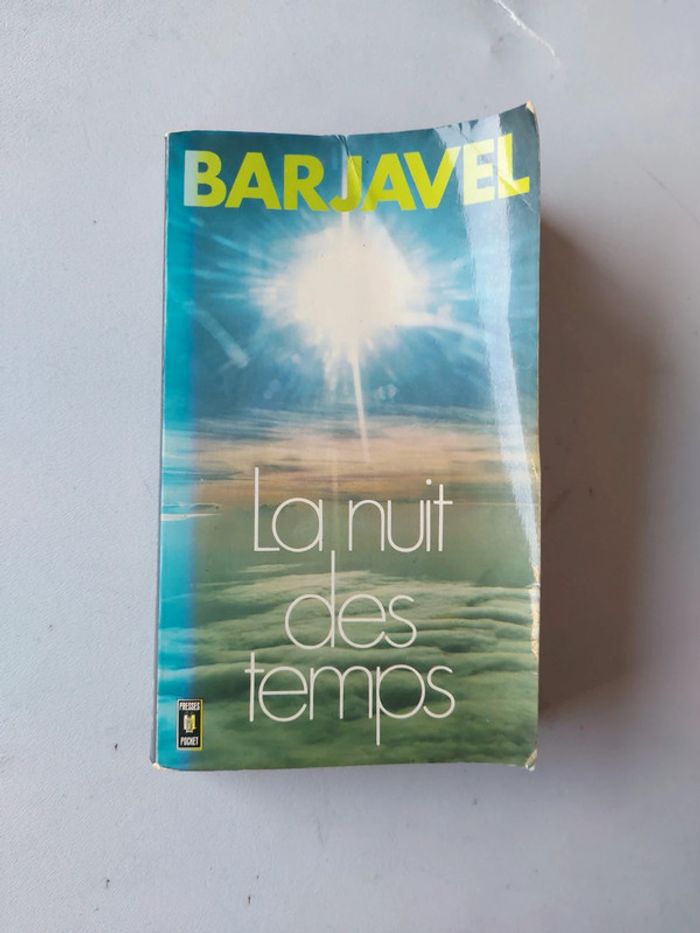 BARJAVEL
La nuit
des
temps
PRESSES
POCKET